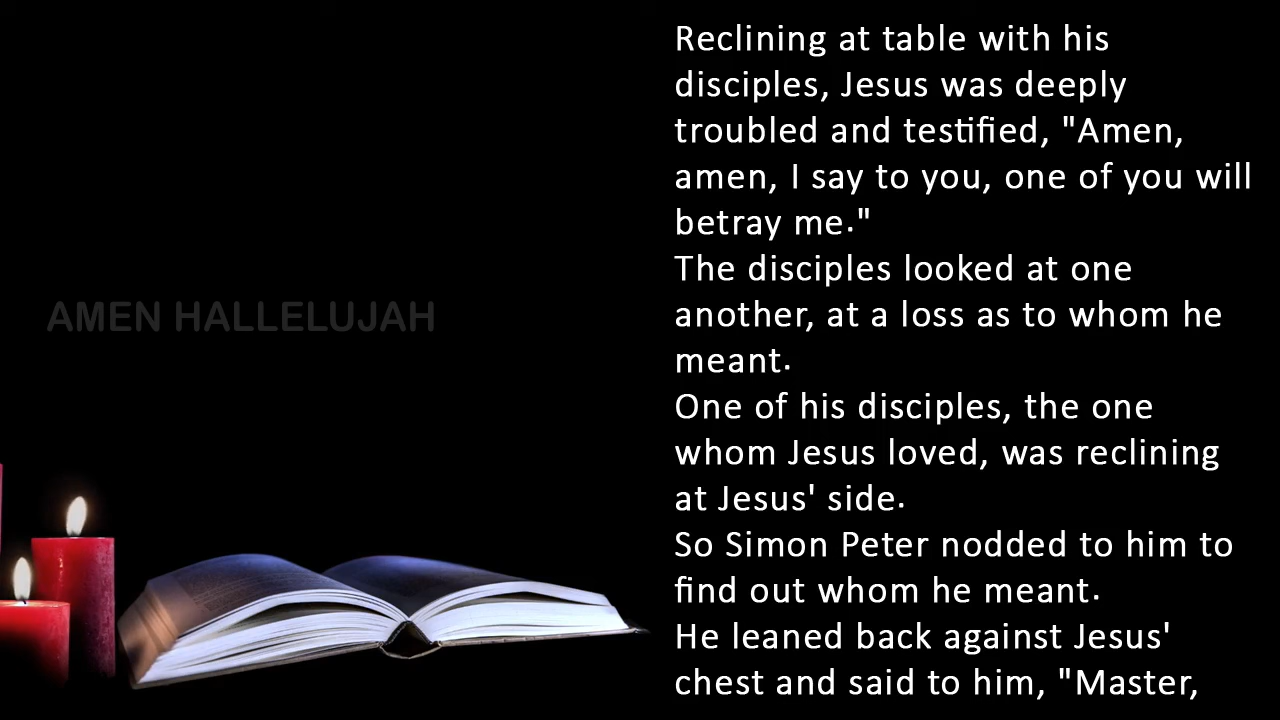 AMEN HALLELUJAH
Reclining at table with his
disciples, Jesus was deeply
troubled and testified, "Amen,
amen, I say to you, one of you will
betray me."
The disciples looked at one
another, at a loss as to whom he
meant.
One of his disciples, the one
whom Jesus loved, was reclining
at Jesus' side.
So Simon Peter nodded to him to
find out whom he meant.
He leaned back against Jesus'
chest and said to him, "Master,